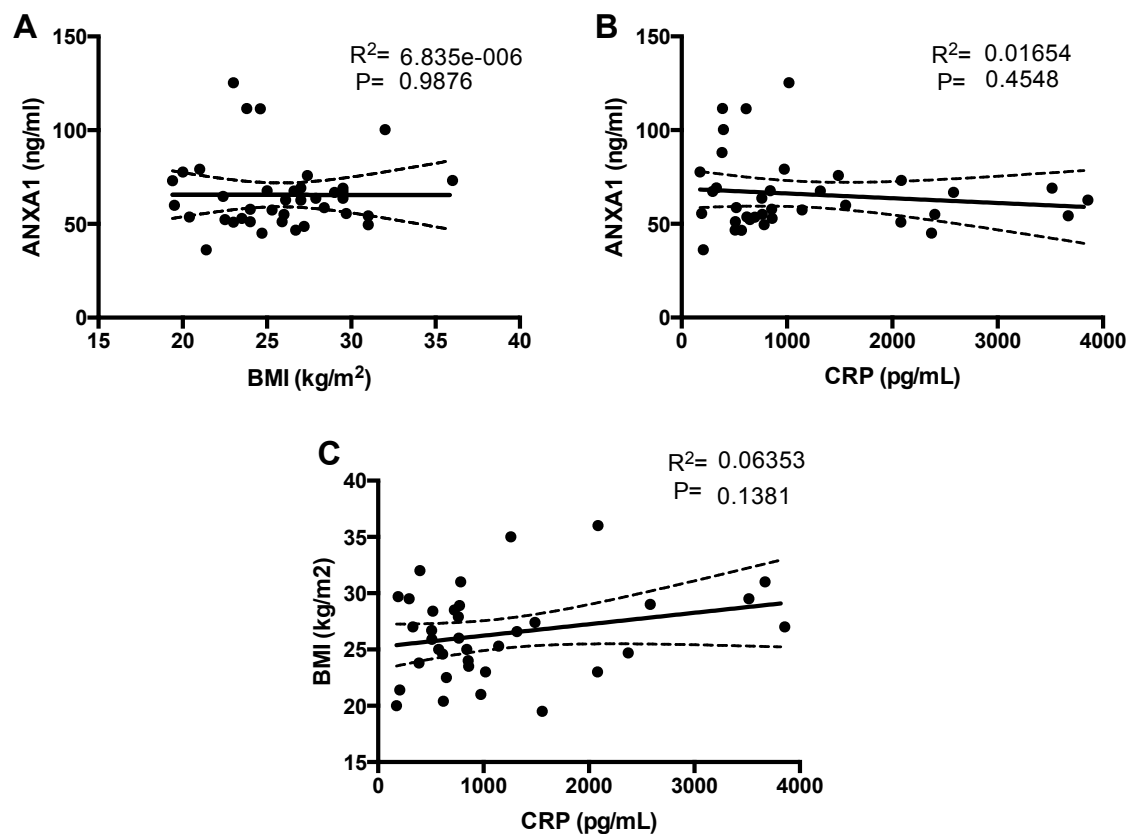 A
150
100
50
0
ANXA1 (ng/ml)
R²= 6.835e-006
P= 0.9876
15 20 25 30 35 40
BMI (kg/m²)
B
150
100
50
0
ANXA1 (ng/ml)
R²= 0.01654
P= 0.4548
0 1000 2000 3000 4000
CRP (pg/mL)
C
40
35
30
25
20
15
BMI (kg/m2)
R²= 0.06353
P= 0.1381
0 1000 2000 3000 4000
CRP (pg/mL)